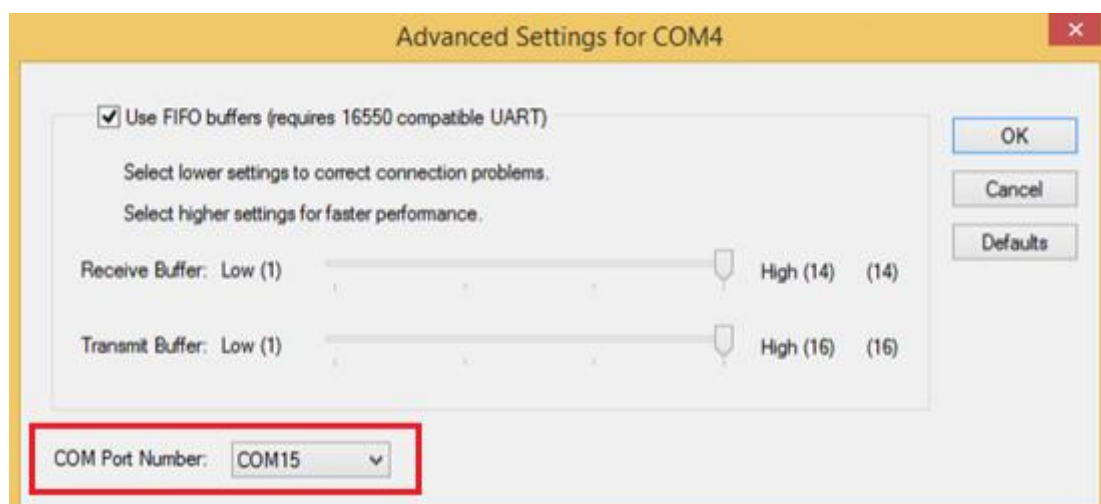 Advanced Settings for COM4
Use FIFO buffers (requires 16550 compatible UART)
OK
Select lower settings to correct connection problems.
Cancel
Select higher settings for faster performance.
Defaults
Receive Buffer: Low (1) High (14) (14)
Transmit Buffer: Low (1) High (16) (16)
COM Port Number: COM15